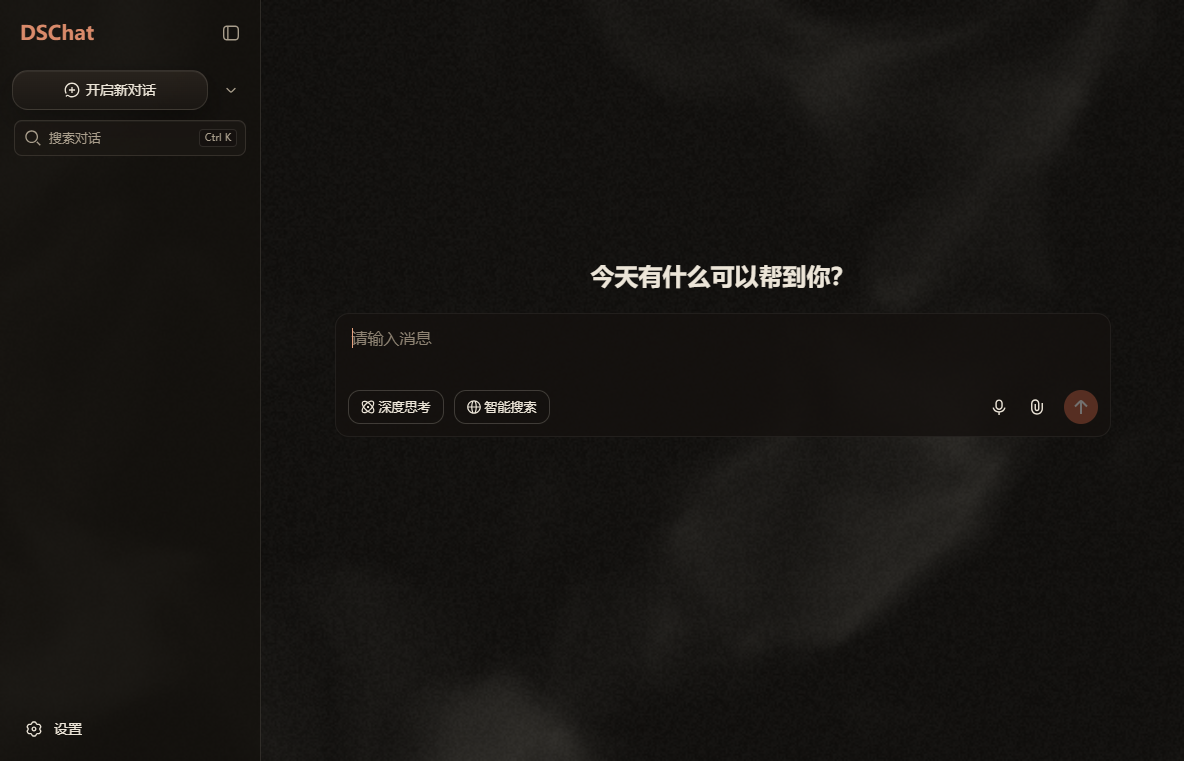 DSChat
开启新对话
搜索对话 Ctrl K
今天有什么可以帮到你？
请输入消息
深度思考 智能搜索
设置